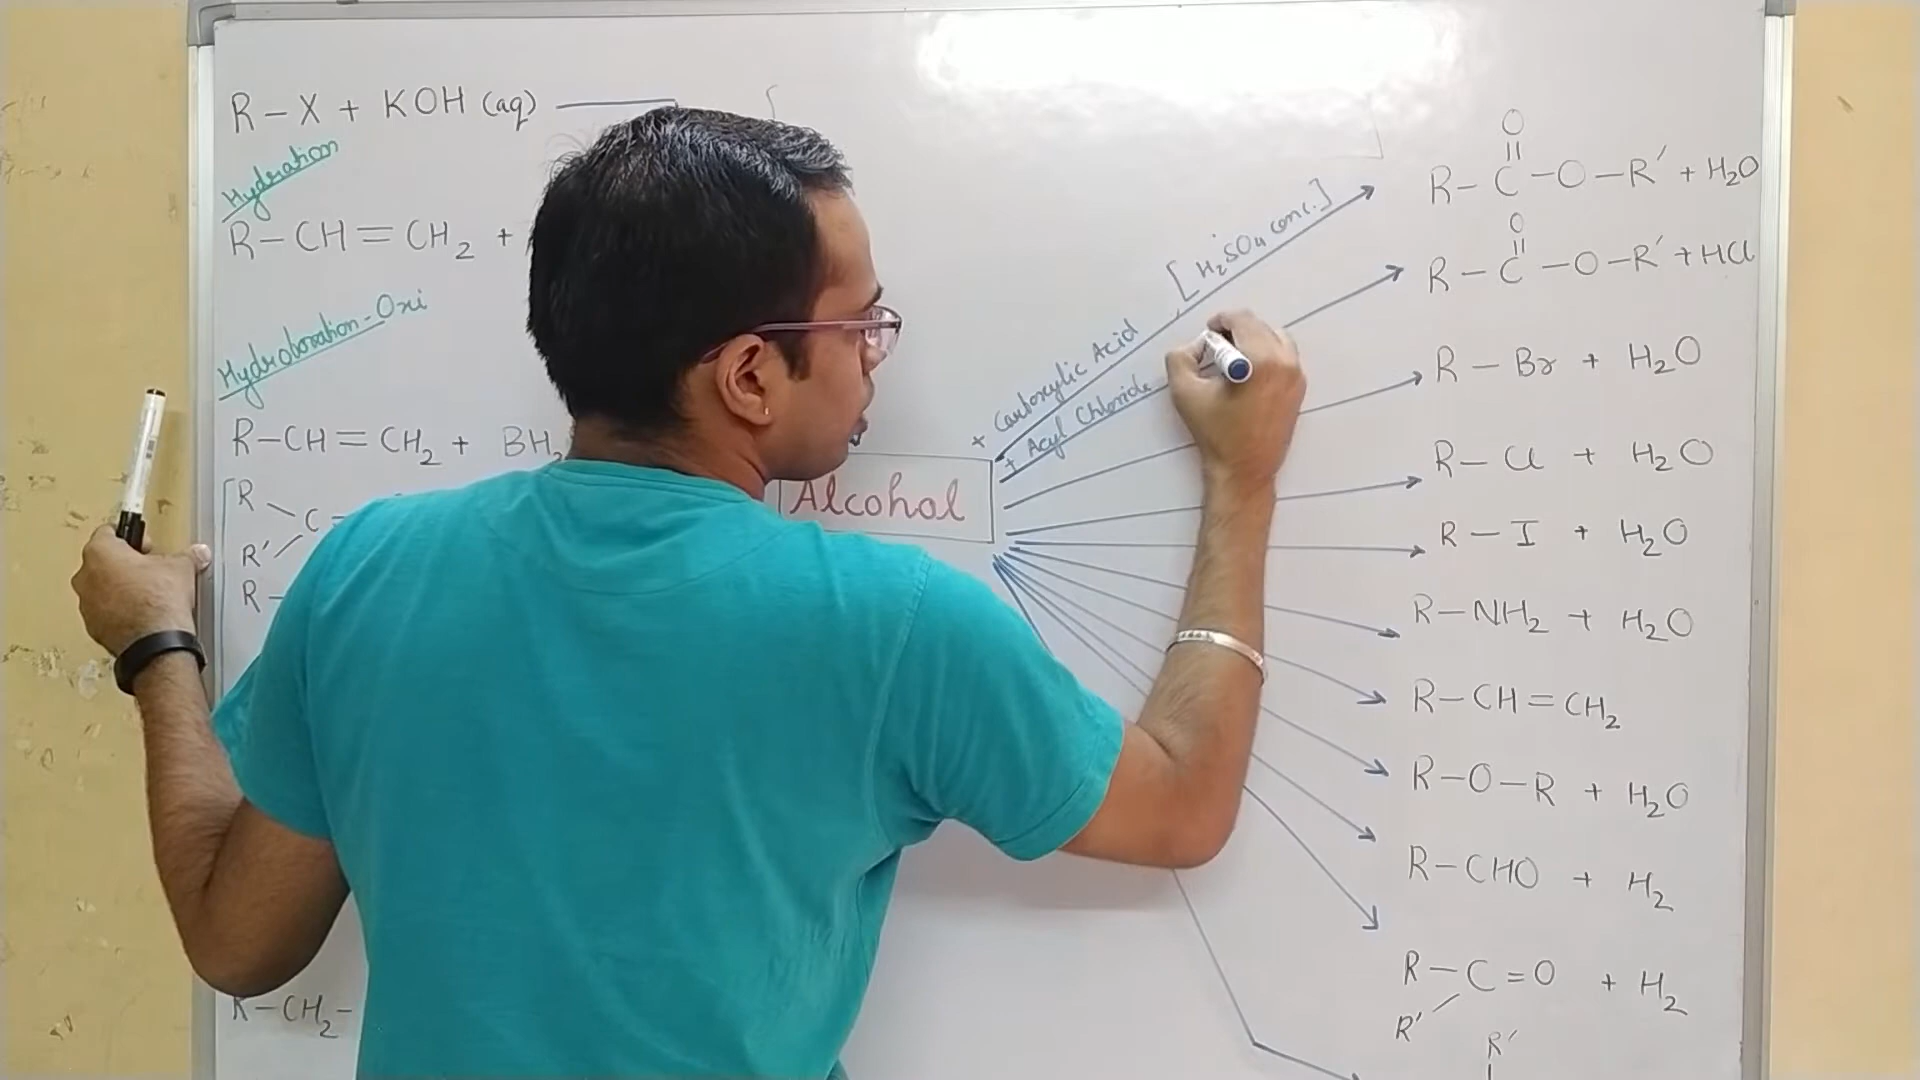 R-X + KOH (aq)
Hydration
R-CH=CH2 +
Hydroboration-Oxi
R-CH=CH2 + BH
R
C
R'
R-
R-CH2-
Alcohol
+ Carboxylic Acid [H2SO4 conc.]
+ Acyl Chloride
O
||
R-C-O-R' + H2O
O
||
R-C-O-R' + HCl
R-Br + H2O
R-Cl + H2O
R-I + H2O
R-NH2 + H2O
R-CH=CH2
R-O-R + H2O
R-CHO + H2
R-C=O + H2
R'
R'